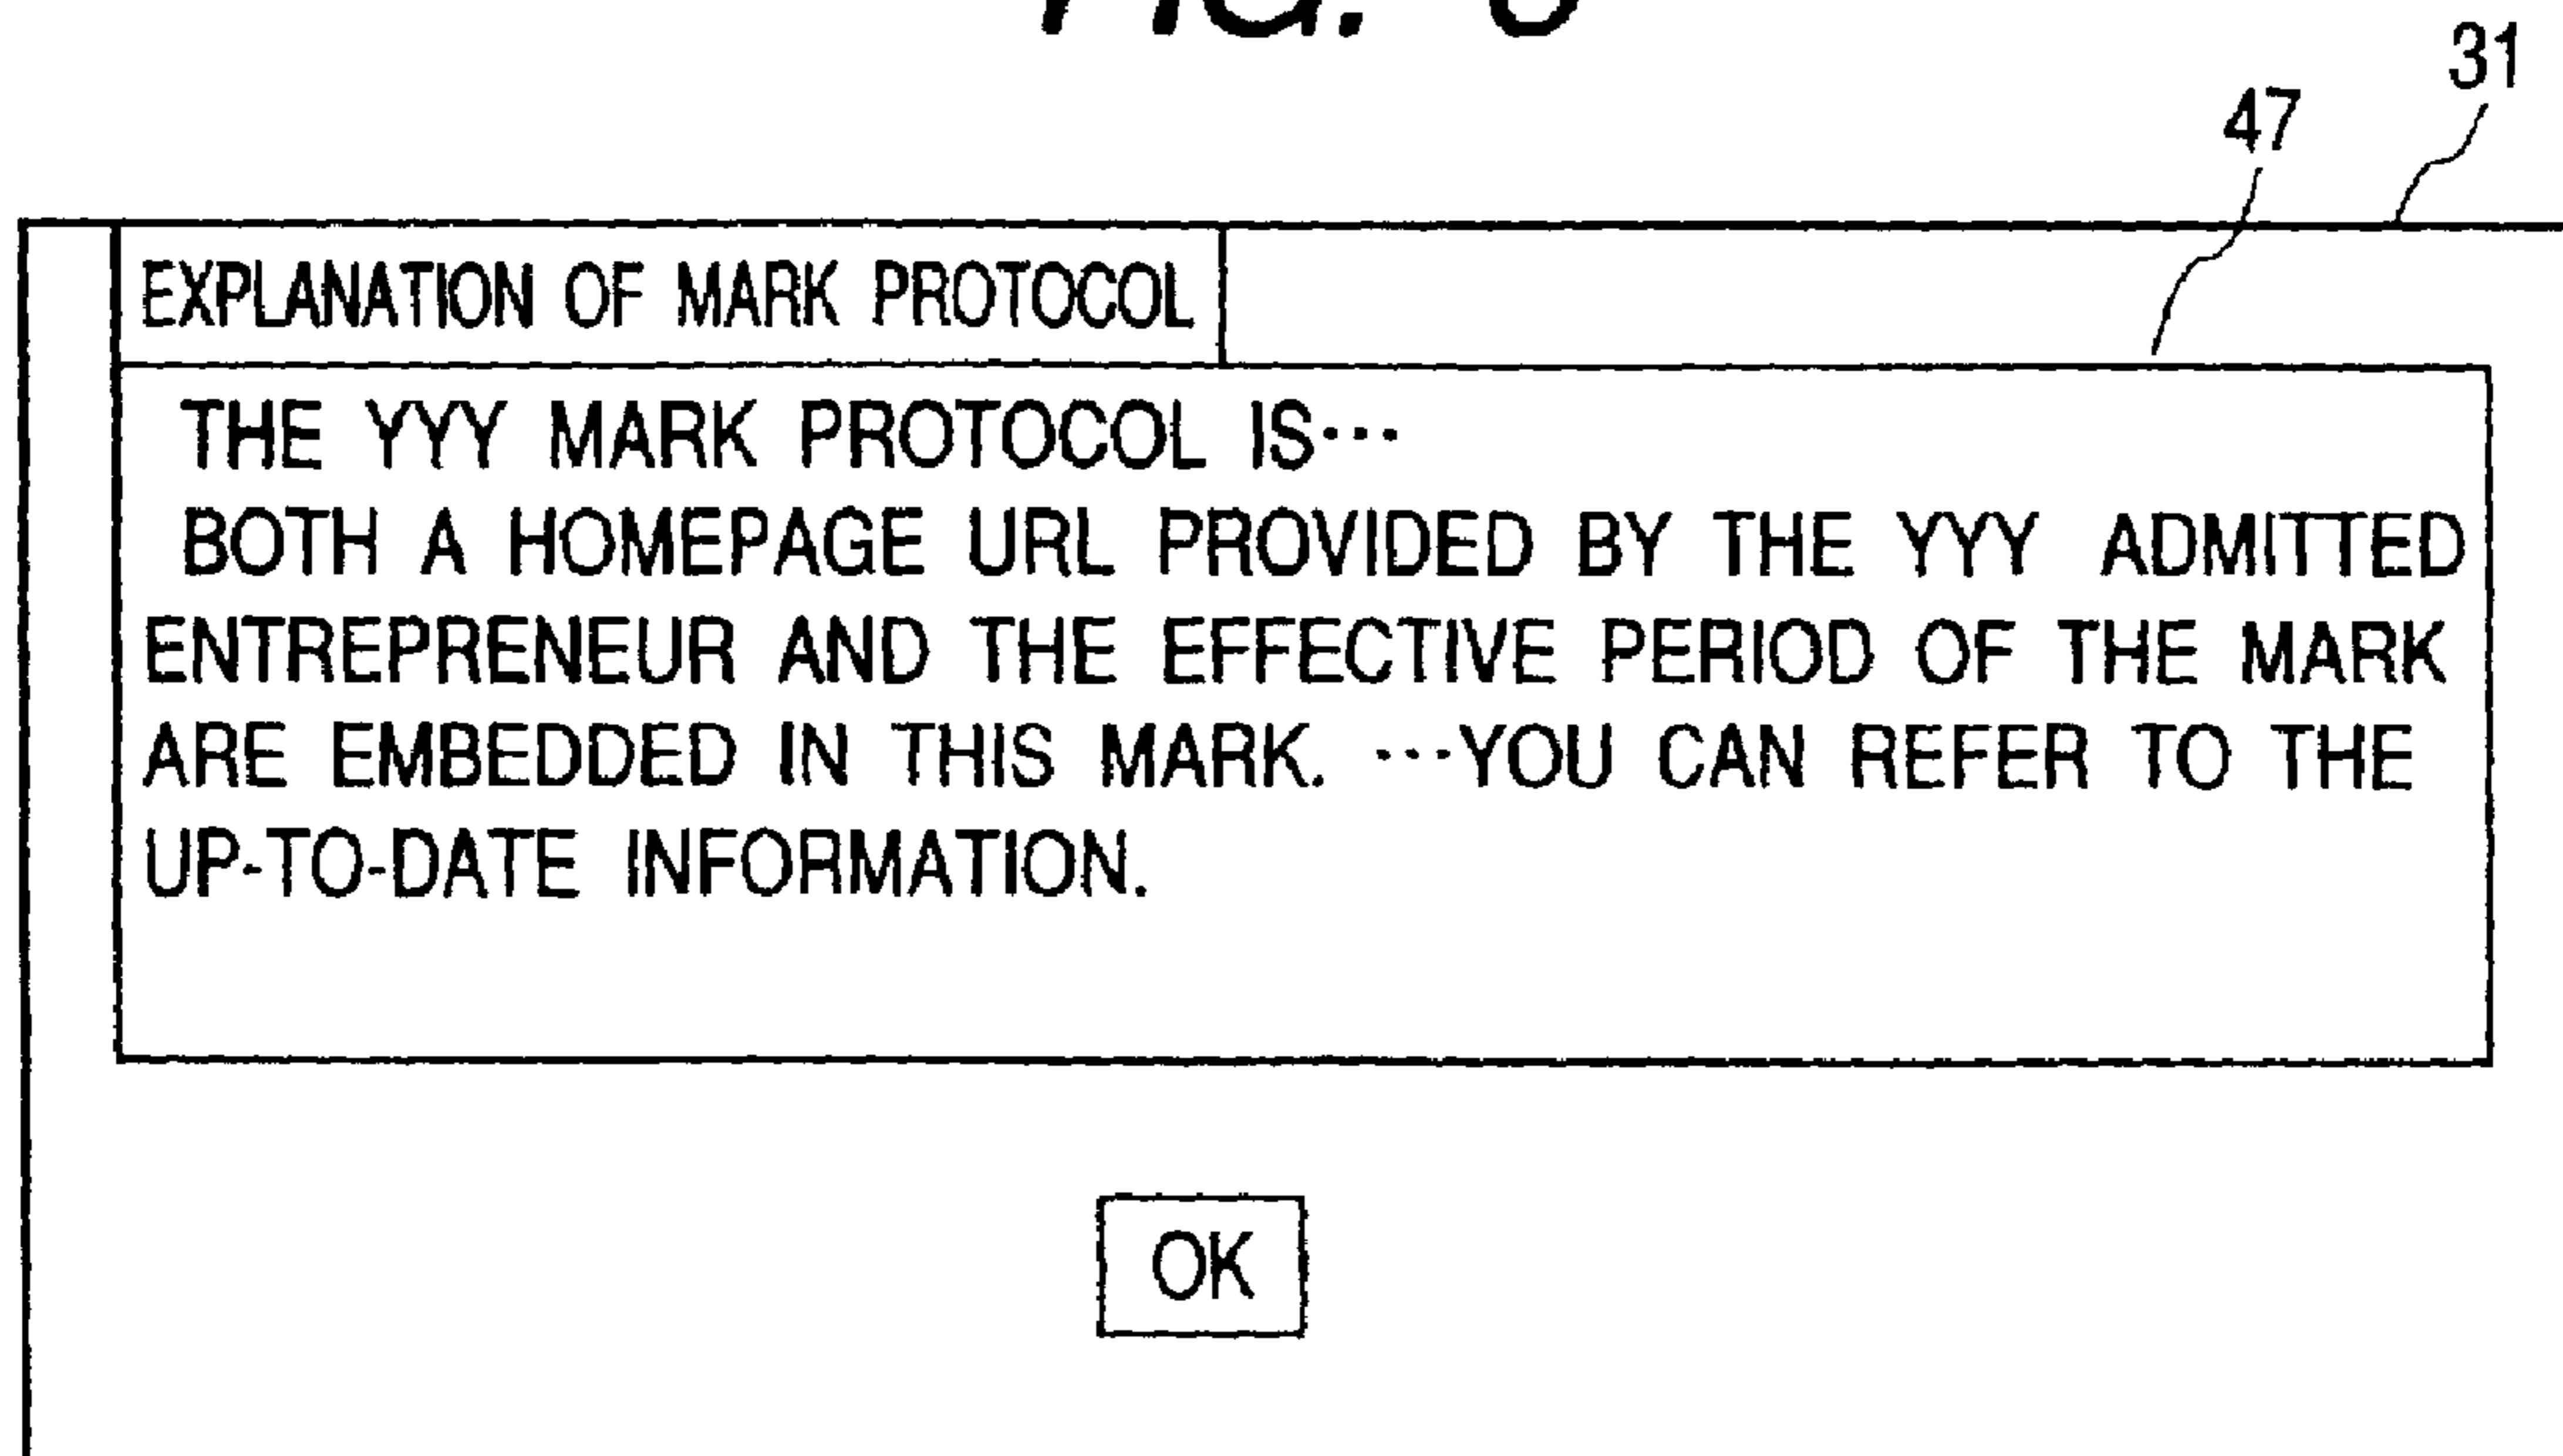 FIG.
31
47
EXPLANATION OF MARK PROTOCOL
THE YYY MARK PROTOCOL IS···
BOTH A HOMEPAGE URL PROVIDED BY THE YYY ADMITTED
ENTREPRENEUR AND THE EFFECTIVE PERIOD OF THE MARK
ARE EMBEDDED IN THIS MARK. ···YOU CAN REFER TO THE
UP-TO-DATE INFORMATION.
OK